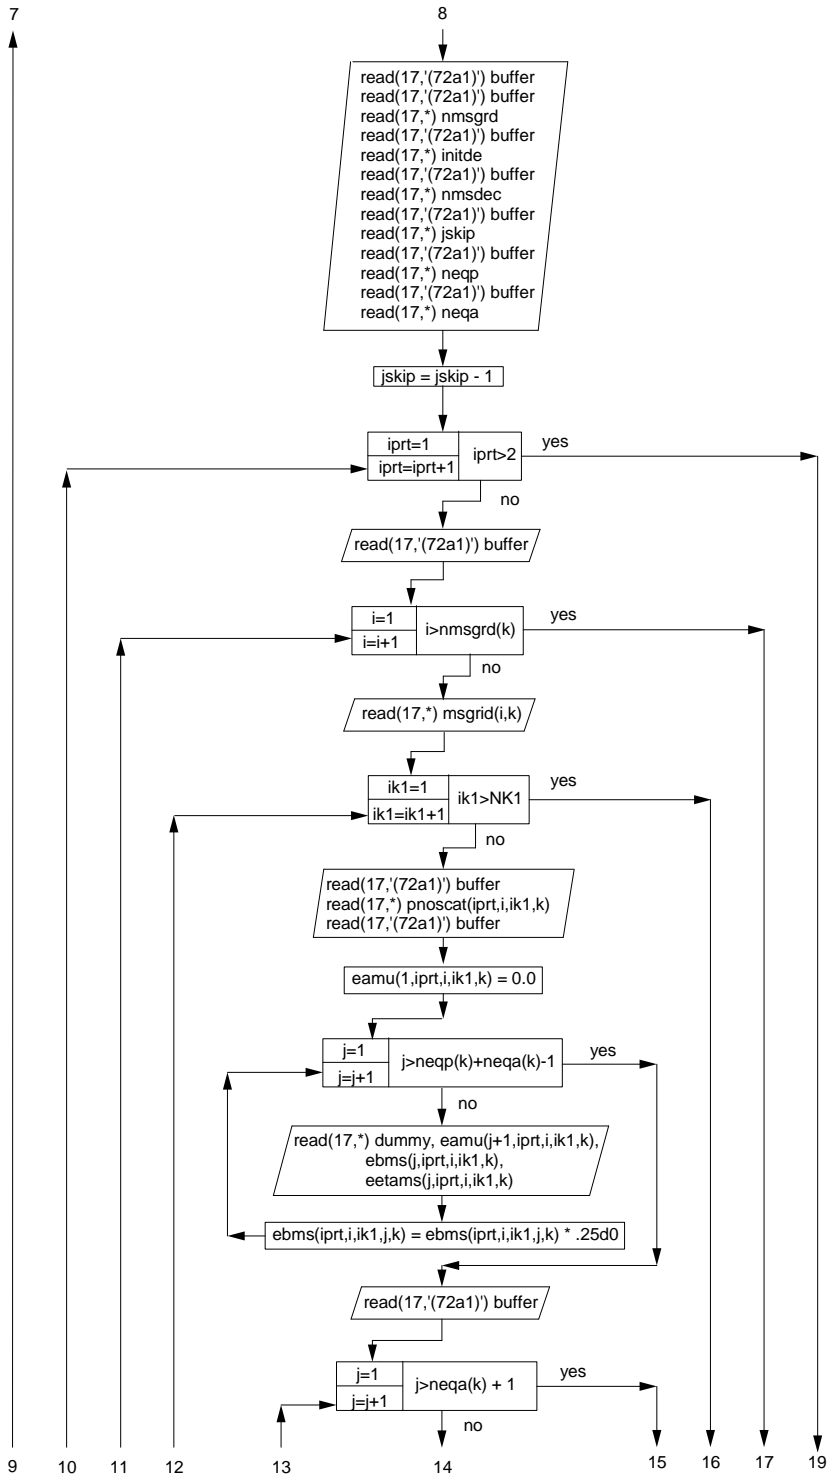 7
8
read(17,'(72a1)') buffer
read(17,'(72a1)') buffer
read(17,*) nmsgrd
read(17,'(72a1)') buffer
read(17,*) initde
read(17,'(72a1)') buffer
read(17,*) nmsdec
read(17,'(72a1)') buffer
read(17,*) jskip
read(17,'(72a1)') buffer
read(17,*) neqp
read(17,'(72a1)') buffer
read(17,*) neqa
jskip = jskip - 1
iprt=1
iprt=iprt+1
iprt>2
yes
no
read(17,'(72a1)') buffer
i=1
i=i+1
i>nmsgrd(k)
yes
no
read(17,*) msgrid(i,k)
ik1=1
ik1=ik1+1
ik1>NK1
yes
no
read(17,'(72a1)') buffer
read(17,*) pnoscat(iprt,i,ik1,k)
read(17,'(72a1)') buffer
eamu(1,iprt,i,ik1,k) = 0.0
j=1
j=j+1
j>neqp(k)+neqa(k)-1
yes
no
read(17,*) dummy, eamu(j+1,iprt,i,ik1,k),
ebms(j,iprt,i,ik1,k),
eetams(j,iprt,i,ik1,k)
ebms(iprt,i,ik1,j,k) = ebms(iprt,i,ik1,j,k) * .25d0
read(17,'(72a1)') buffer
j=1
j=j+1
j>neqa(k) + 1
yes
no
9
10
11
12
13
14
15
16
17
19